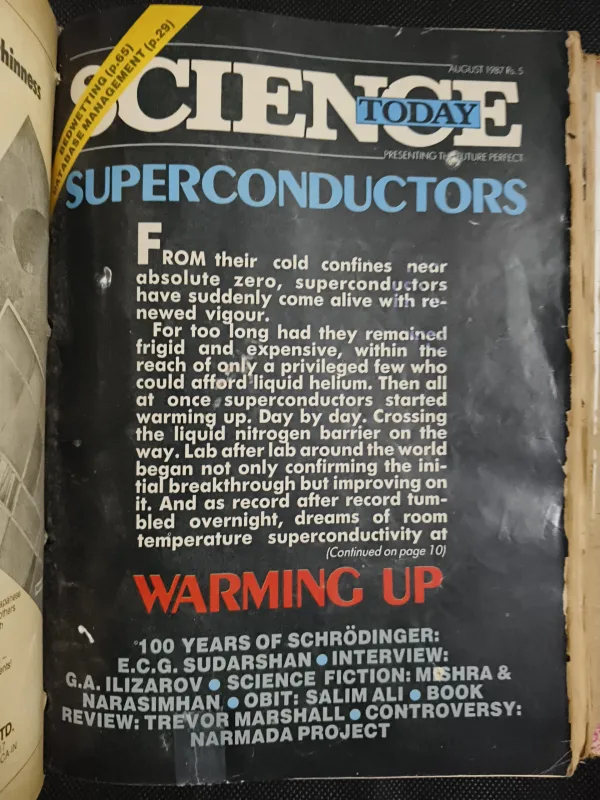 hinness
BEDWETTING (p.65)
DATABASE MANAGEMENT (p.29)
AUGUST 1987 Rs. 5
SCIENCE
TODAY
PRESENTING THE FUTURE PERFECT
SUPERCONDUCTORS
FROM their cold confines near
absolute zero, superconductors
have suddenly come alive with re-
newed vigour.
For too long had they remained
frigid and expensive, within the
reach of only a privileged few who
could afford liquid helium. Then all
at once superconductors started
warming up. Day by day. Crossing
the liquid nitrogen barrier on the
way. Lab after lab around the world
began not only confirming the ini-
tial breakthrough but improving on
it. And as record after record tum-
bled overnight, dreams of room
temperature superconductivity at
(Continued on page 10)
WARMING UP
100 YEARS OF SCHRÖDINGER:
E.C.G. SUDARSHAN • INTERVIEW:
G.A. ILIZAROV • SCIENCE FICTION: MISHRA &
NARASIMHAN • OBIT: SALIM ALI • BOOK
REVIEW: TREVOR MARSHALL • CONTROVERSY:
NARMADA PROJECT
apanese
others
TD.